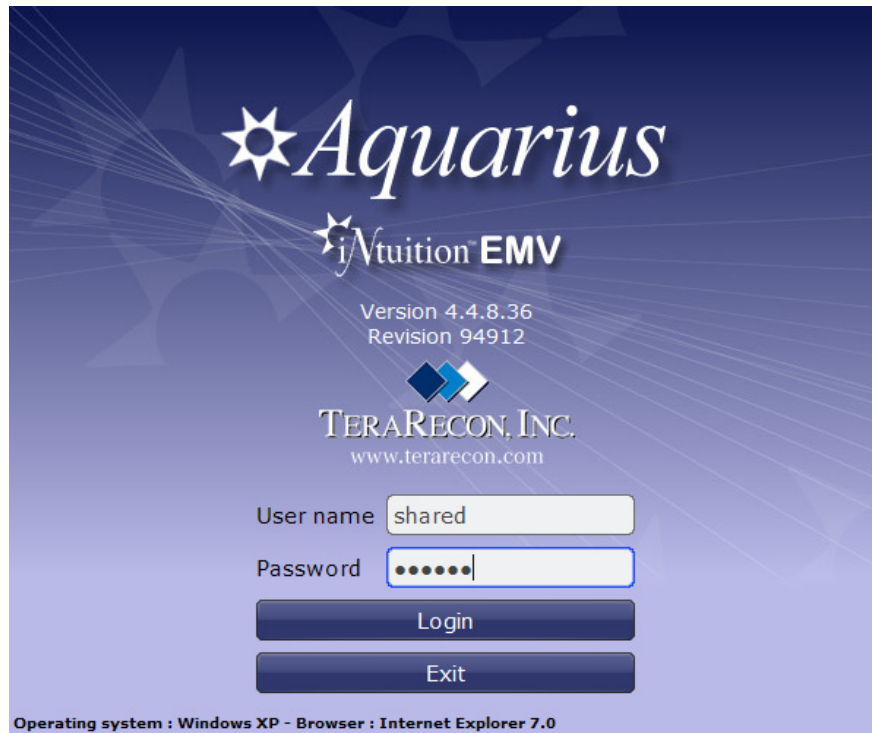 Aquarius
iNtuition™ EMV
Version 4.4.8.36
Revision 94912
TERARECON, INC.
www.terarecon.com
User name shared
Password ●●●●●●
Login
Exit
Operating system : Windows XP - Browser : Internet Explorer 7.0